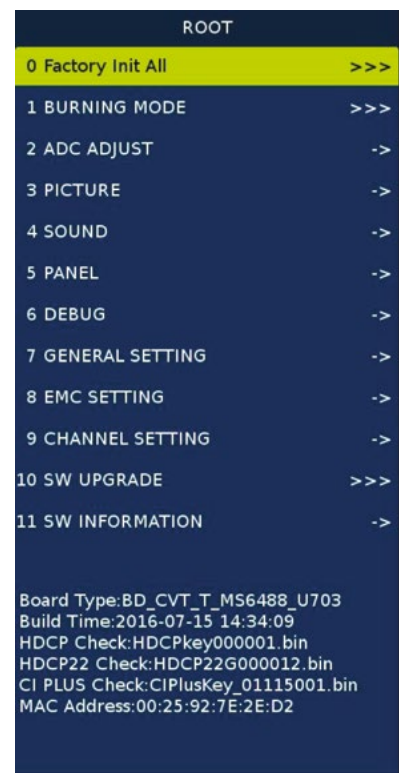 ROOT
0 Factory Init All >>>
1 BURNING MODE >>>
2 ADC ADJUST ->
3 PICTURE ->
4 SOUND ->
5 PANEL ->
6 DEBUG ->
7 GENERAL SETTING ->
8 EMC SETTING ->
9 CHANNEL SETTING ->
10 SW UPGRADE >>>
11 SW INFORMATION ->
Board Type:BD_CVT_T_MS6488_U703
Build Time:2016-07-15 14:34:09
HDCP Check:HDCPkey000001.bin
HDCP22 Check:HDCP22G000012.bin
CI PLUS Check:CIPlusKey_01115001.bin
MAC Address:00:25:92:7E:2E:D2